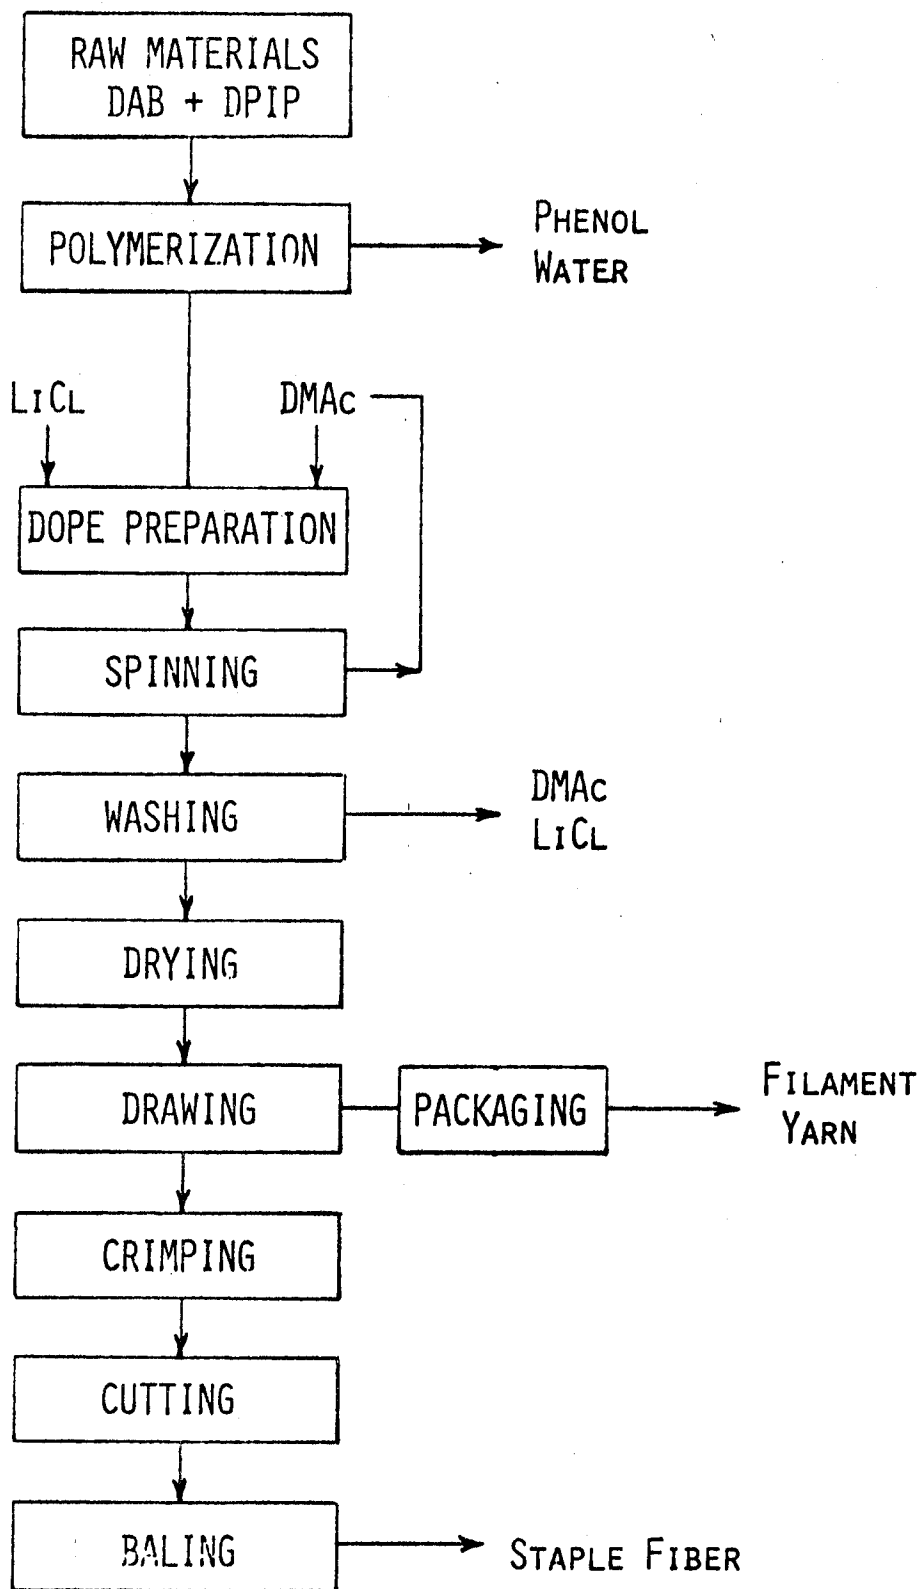 RAW MATERIALS
DAB + DPIP
POLYMERIZATION
PHENOL
WATER
LICL
DMAC
DOPE PREPARATION
SPINNING
WASHING
DMAC
LICL
DRYING
DRAWING
PACKAGING
FILAMENT
YARN
CRIMPING
CUTTING
BALING
STAPLE FIBER